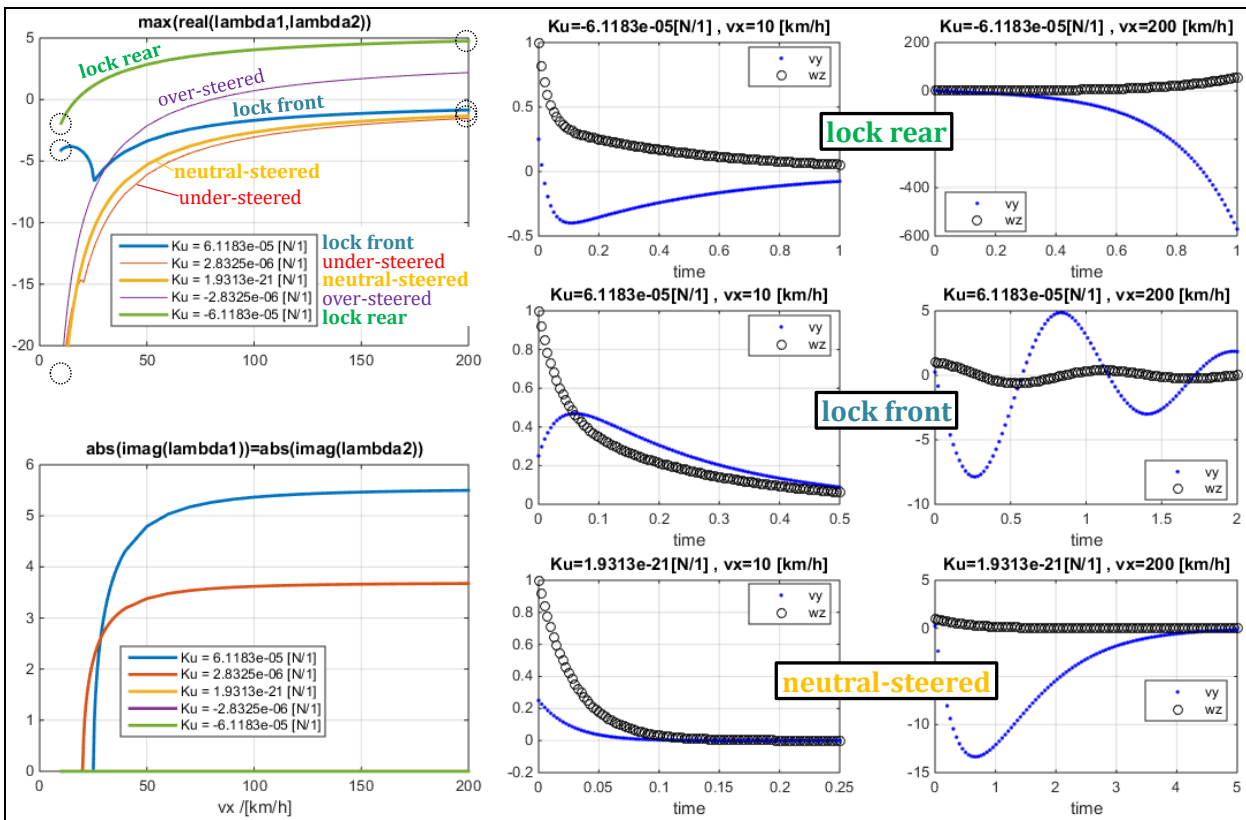 max(real(lambda1,lambda2))
5
0
-5
-10
-15
-20
0
50
100
150
200
lock rear
over-steered
lock front
neutral-steered
under-steered
Ku = 6.1183e-05 [N/1] lock front
Ku = 2.8325e-06 [N/1] under-steered
Ku = 1.9313e-21 [N/1] neutral-steered
Ku = -2.8325e-06 [N/1] over-steered
Ku = -6.1183e-05 [N/1] lock rear
abs(imag(lambda1))=abs(imag(lambda2))
6
5
4
3
2
1
0
Ku = 6.1183e-05 [N/1]
Ku = 2.8325e-06 [N/1]
Ku = 1.9313e-21 [N/1]
Ku = -2.8325e-06 [N/1]
Ku = -6.1183e-05 [N/1]
0
50
100
150
200
vx /[km/h]
Ku=-6.1183e-05[N/1] , vx=10 [km/h]
1
0.5
0
-0.5
vy
wz
0
0.2
0.4
0.6
0.8
1
time
Ku=-6.1183e-05[N/1] , vx=200 [km/h]
200
0
-200
-400
-600
vy
wz
0
0.2
0.4
0.6
0.8
1
time
lock rear
Ku=6.1183e-05[N/1] , vx=10 [km/h]
1
0.8
0.6
0.4
0.2
0
vy
wz
0
0.1
0.2
0.3
0.4
0.5
time
Ku=6.1183e-05[N/1] , vx=200 [km/h]
5
0
-5
-10
vy
wz
0
0.5
1
1.5
2
time
lock front
Ku=1.9313e-21[N/1] , vx=10 [km/h]
1
0.8
0.6
0.4
0.2
0
-0.2
vy
wz
0
0.05
0.1
0.15
0.2
0.25
time
Ku=1.9313e-21[N/1] , vx=200 [km/h]
5
0
-5
-10
-15
vy
wz
0
1
2
3
4
5
time
neutral-steered